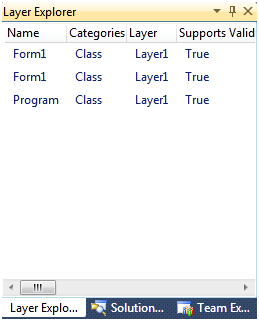 Layer Explorer
Name Categories Layer Supports Valid
Form1 Class Layer1 True
Form1 Class Layer1 True
Program Class Layer1 True
Layer Explo... Solution... Team Ex...